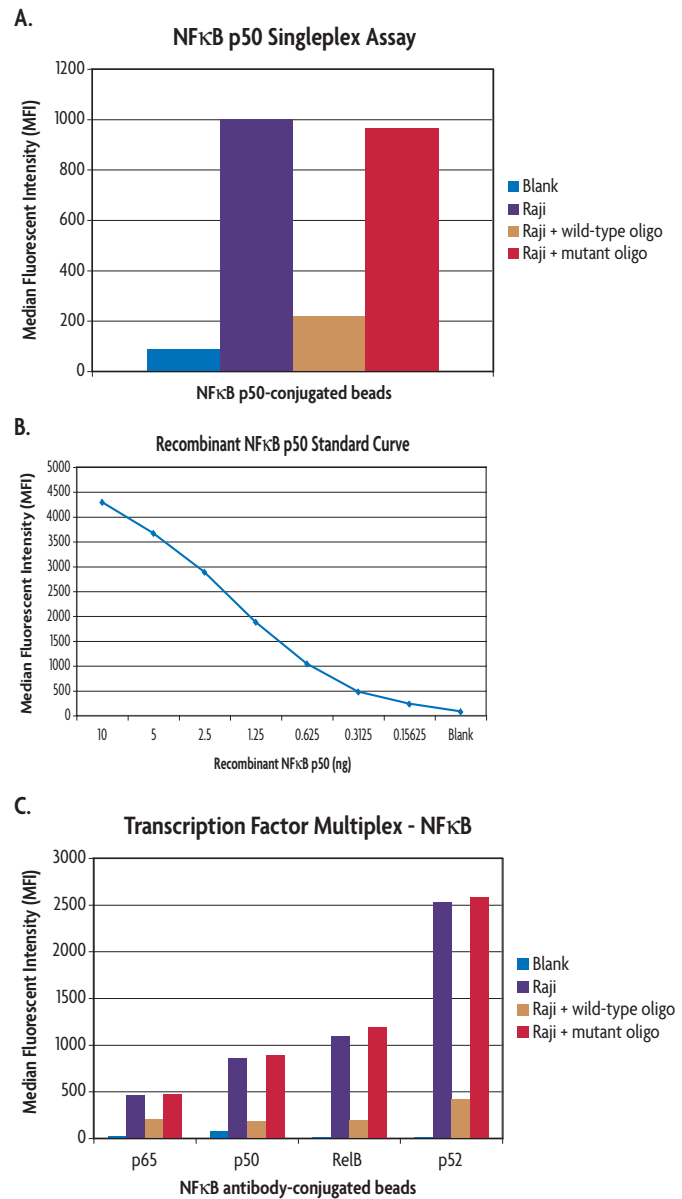 A.
NFκB p50 Singleplex Assay
Median Fluorescent Intensity (MFI)
1200
1000
800
600
400
200
0
NFκB p50-conjugated beads
Blank
Raji
Raji + wild-type oligo
Raji + mutant oligo
B.
Recombinant NFκB p50 Standard Curve
Median Fluorescent Intensity (MFI)
5000
4500
4000
3500
3000
2500
2000
1500
1000
500
0
10 5 2.5 1.25 0.625 0.3125 0.15625 Blank
Recombinant NFκB p50 (ng)
C.
Transcription Factor Multiplex - NFκB
Median Fluorescent Intensity (MFI)
3000
2500
2000
1500
1000
500
0
p65 p50 RelB p52
NFκB antibody-conjugated beads
Blank
Raji
Raji + wild-type oligo
Raji + mutant oligo